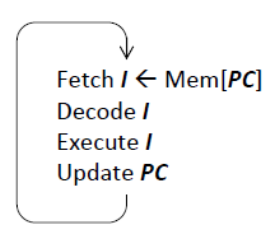 Fetch I ← Mem[PC]
Decode I
Execute I
Update PC